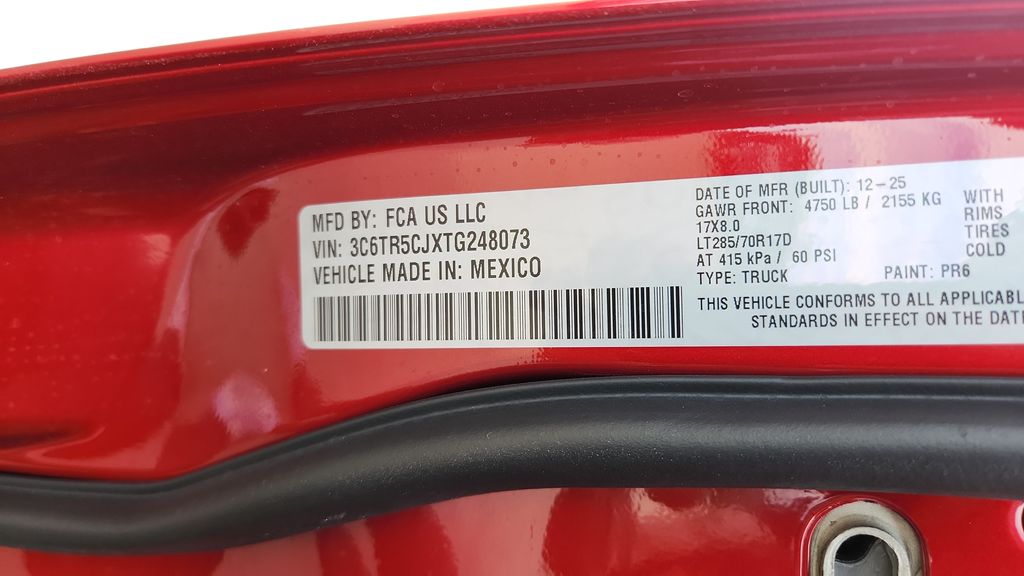 MFD BY: FCA US LLC
VIN: 3C6TR5CJXTG248073
VEHICLE MADE IN: MEXICO
DATE OF MFR (BUILT): 12-25
GAWR FRONT: 4750 LB / 2155 KG WITH
17X8.0 RIMS
LT285/70R17D TIRES
AT 415 kPa / 60 PSI COLD
TYPE: TRUCK PAINT: PR6
THIS VEHICLE CONFORMS TO ALL APPLICABL
STANDARDS IN EFFECT ON THE DAT